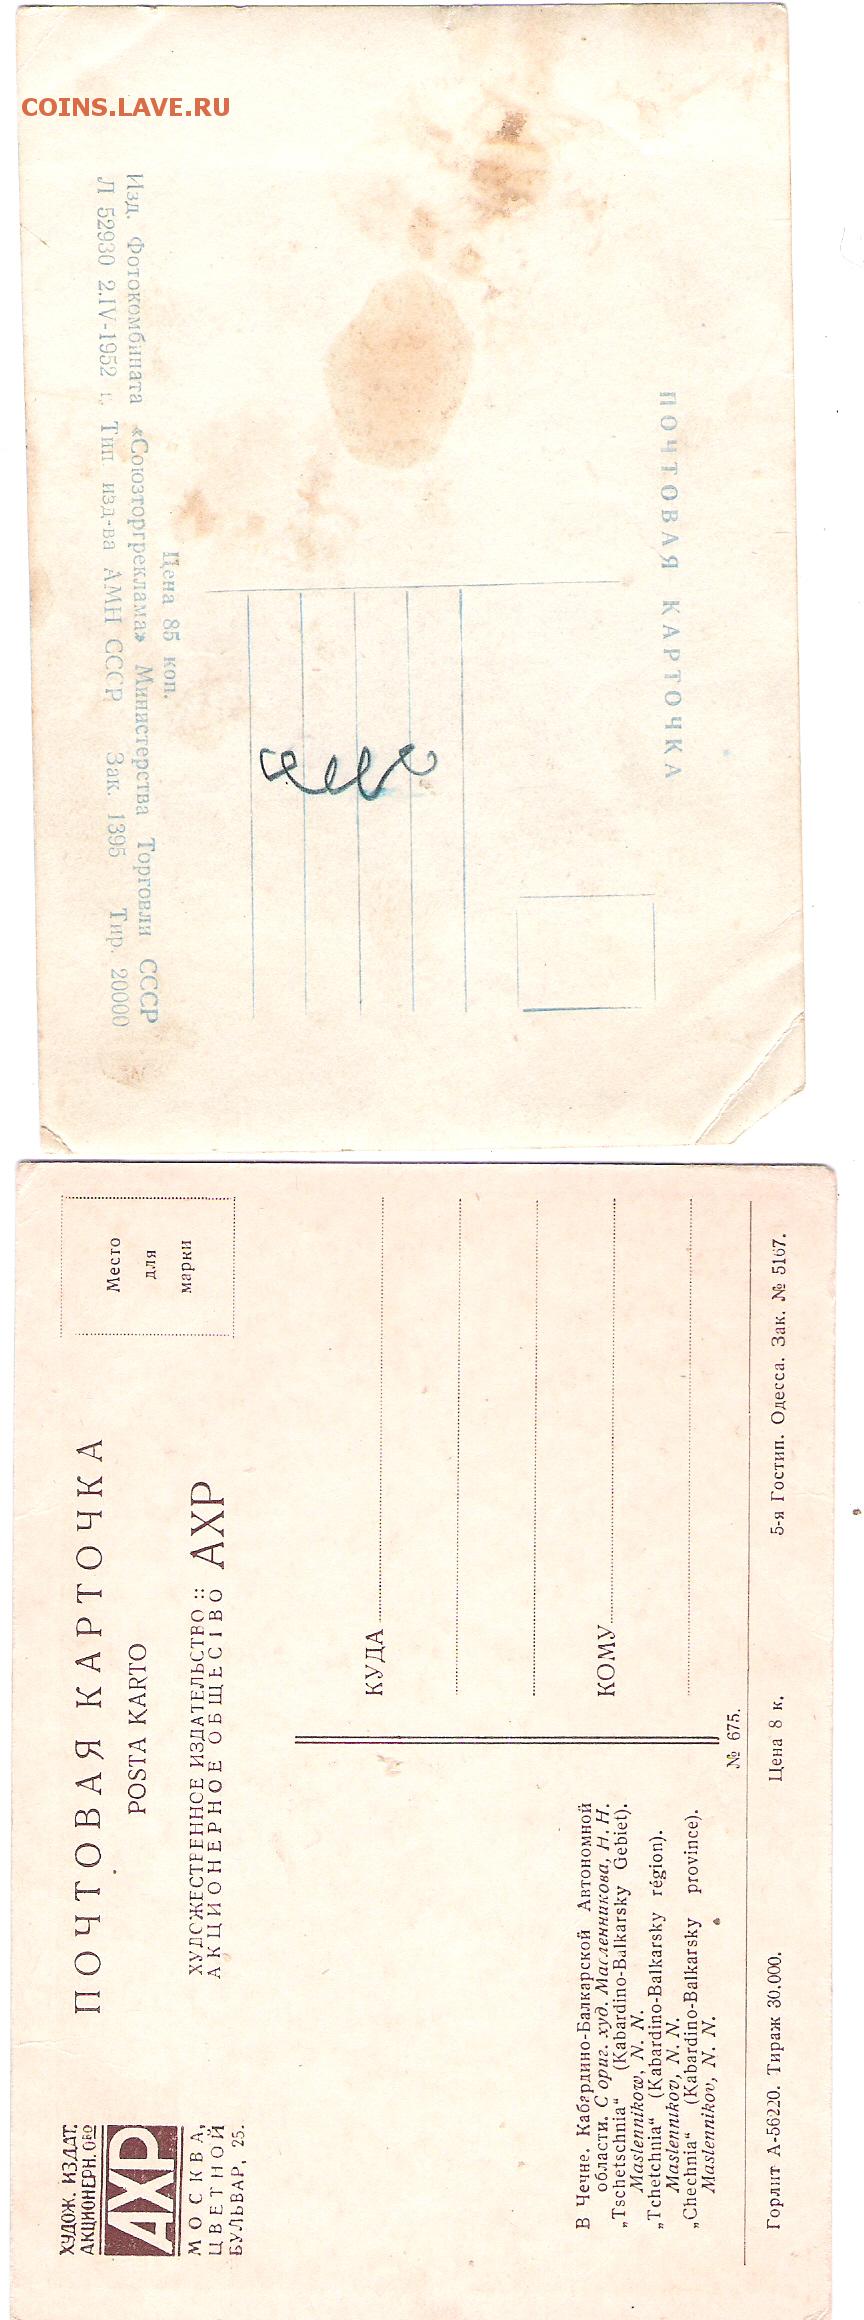 COINS.LAVE.RU
ПОЧТОВАЯ КАРТОЧКА
Цена 85 коп.
Изд. Фотокомбината «Союзторгреклама» Министерства Торговли СССР
Л 52930 2.IV-1952 г. Тип изд-ва АМН СССР Зак. 1395 Тир. 20000
ХУДОЖ. ИЗДАТ.
АКЦИОНЕРН. О-ВО
АХР
МОСКВА,
ЦВЕТНОЙ
БУЛЬВАР, 25.
ПОЧТОВАЯ КАРТОЧКА
POSTA KARTO
ХУДОЖЕСТВЕННОЕ ИЗДАТЕЛЬСТВО ::
АКЦИОНЕРНОЕ ОБЩЕСТВО АХР
Место
для
марки
КУДА
КОМУ
В Чечне. Кабардино-Балкарской Автономной
области. С ориг. худ. Масленникова, Н. Н.
„Tschetschnia“ (Kabardino-Balkarsky Gebiet).
Maslennikow, N. N.
„Tchetchnia“ (Kabardino-Balkarsky région).
Maslennikov, N. N.
„Chechnia“ (Kabardino-Balkarsky province).
Maslennikov, N. N.
№ 675.
Горлит А-56220. Тираж 30.000.
Цена 8 к.
5-я Гостип. Одесса. Зак. № 5167.